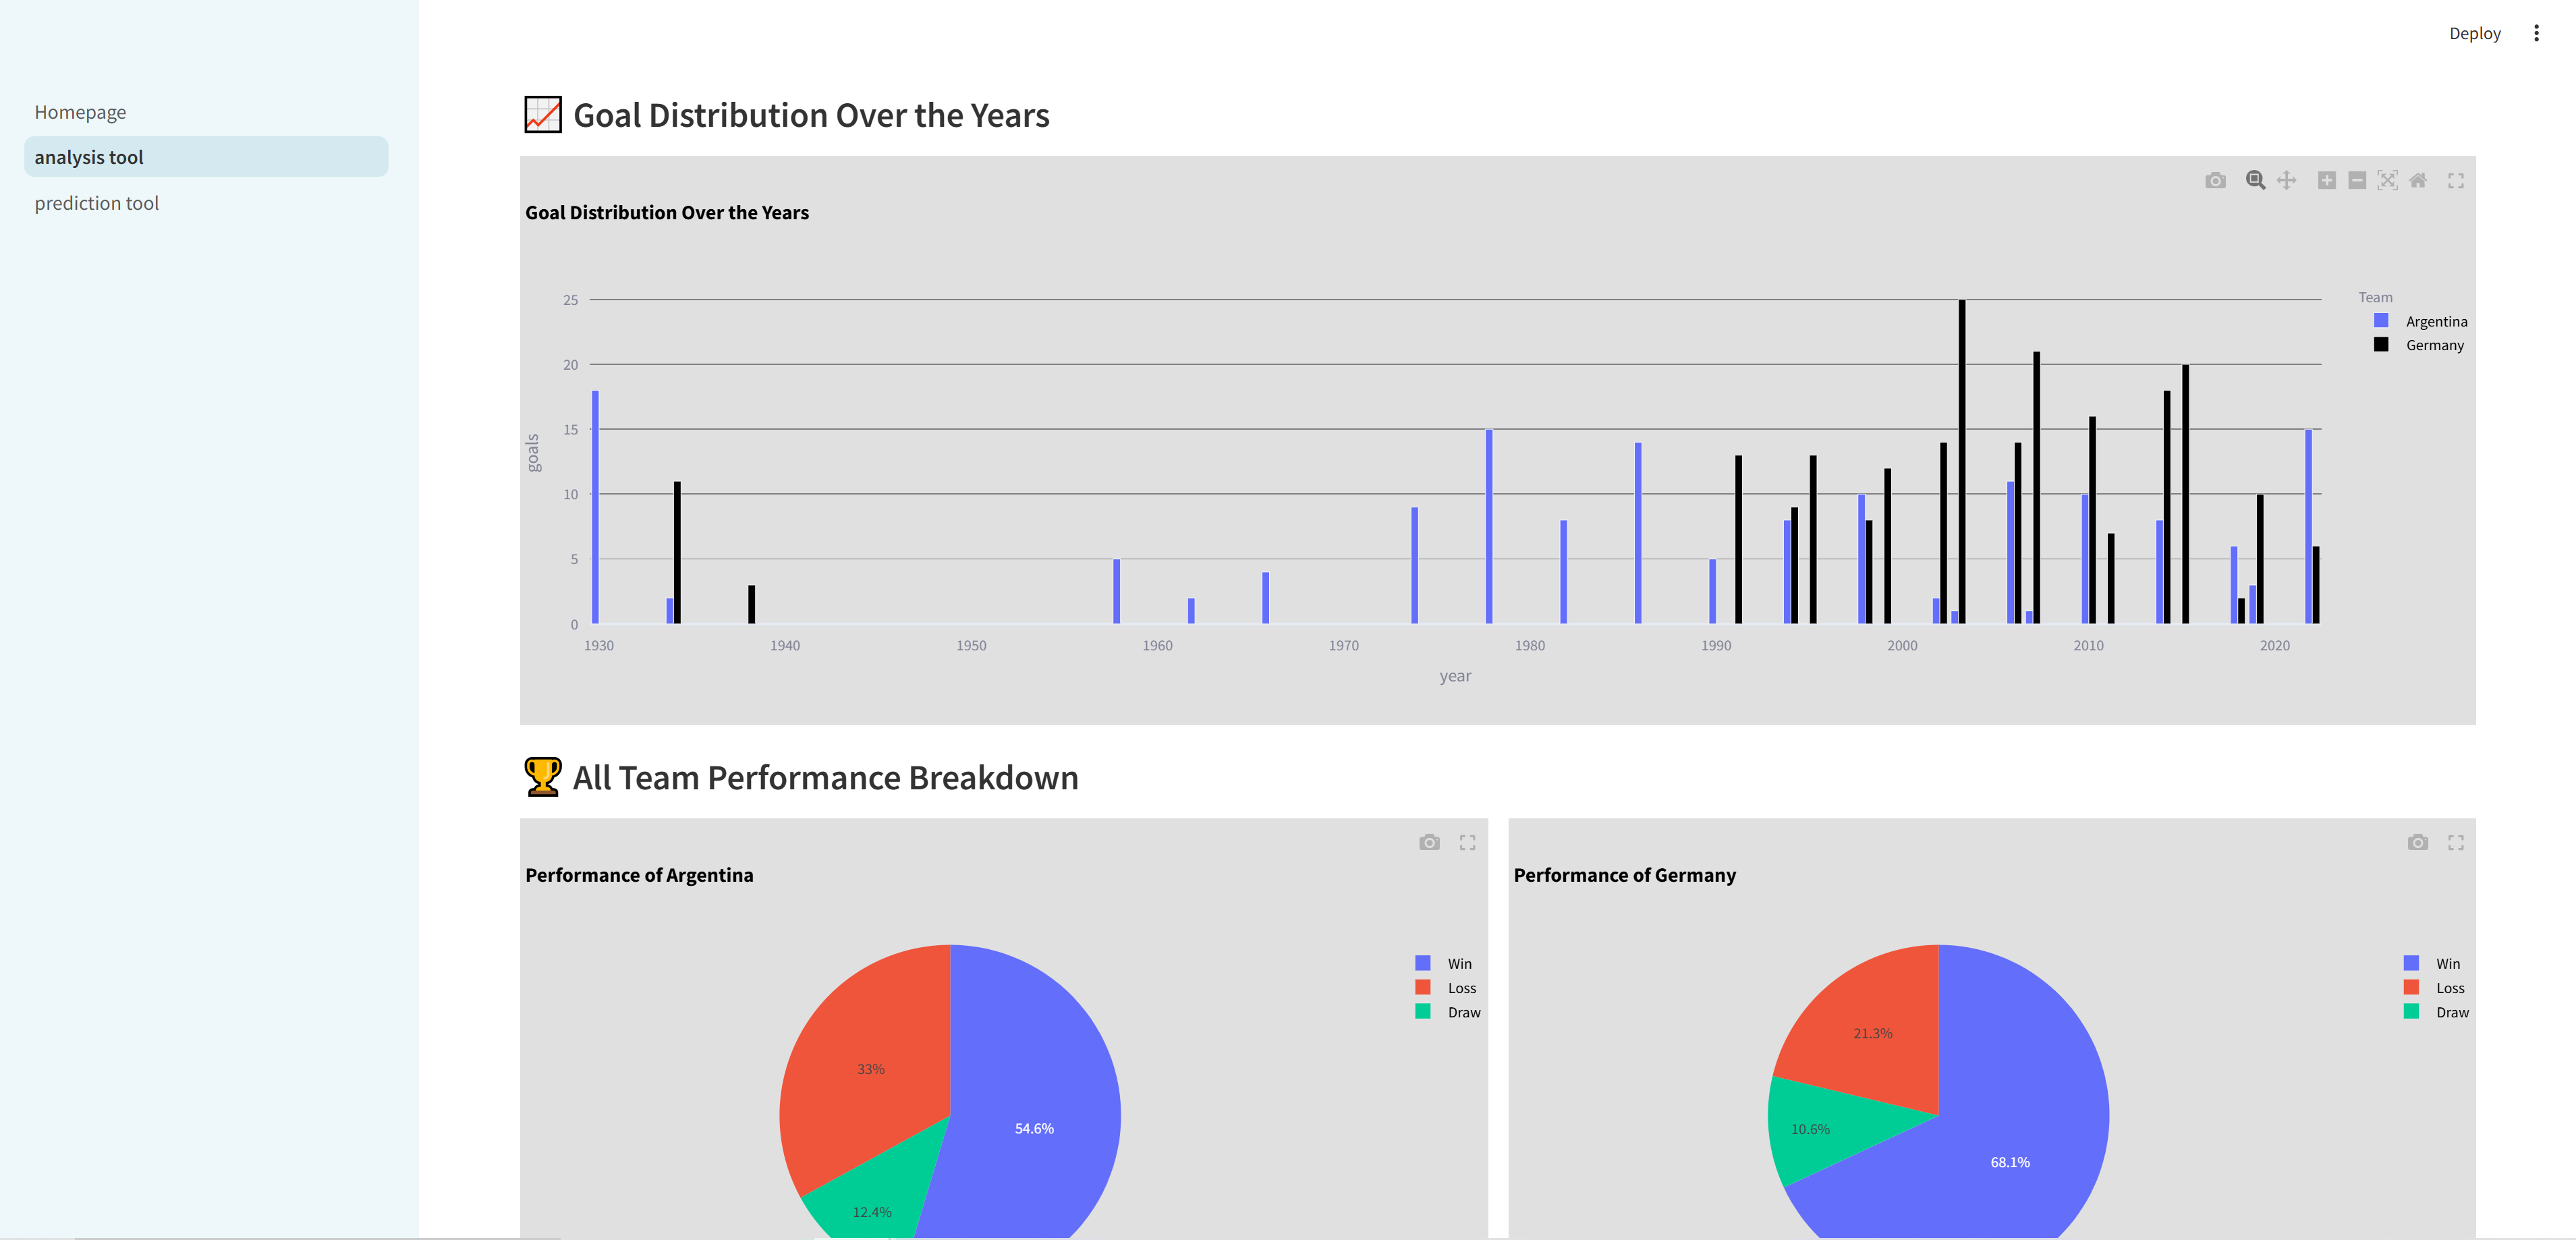 Deploy
Homepage
analysis tool
prediction tool
Goal Distribution Over the Years
Goal Distribution Over the Years
25
20
15
10
5
0
goals
1930 1940 1950 1960 1970 1980 1990 2000 2010 2020
year
Team
Argentina
Germany
All Team Performance Breakdown
Performance of Argentina
Win
Loss
Draw
33%
54.6%
12.4%
Performance of Germany
Win
Loss
Draw
21.3%
10.6%
68.1%